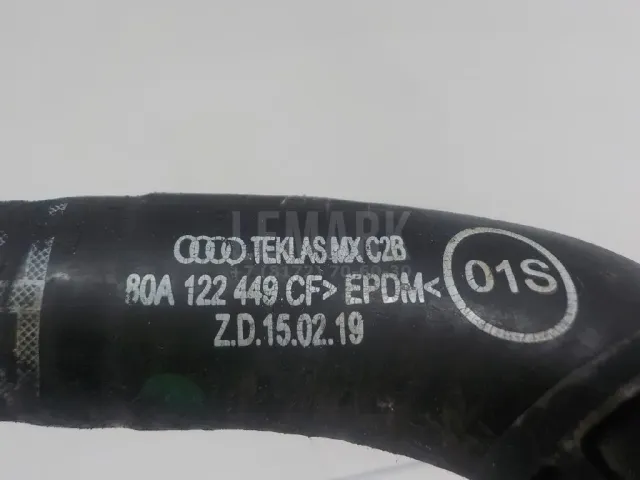 LEMARK
TEKLAS MX C2B
80A 122 449 CF> EPDM<
Z.D.15.02.19
01S